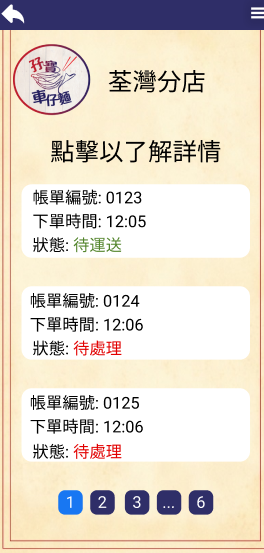 孖寶
車仔麵
荃灣分店
點擊以了解詳情
帳單編號: 0123
下單時間: 12:05
狀態: 待運送
帳單編號: 0124
下單時間: 12:06
狀態: 待處理
帳單編號: 0125
下單時間: 12:06
狀態: 待處理
1 2 3 ... 6